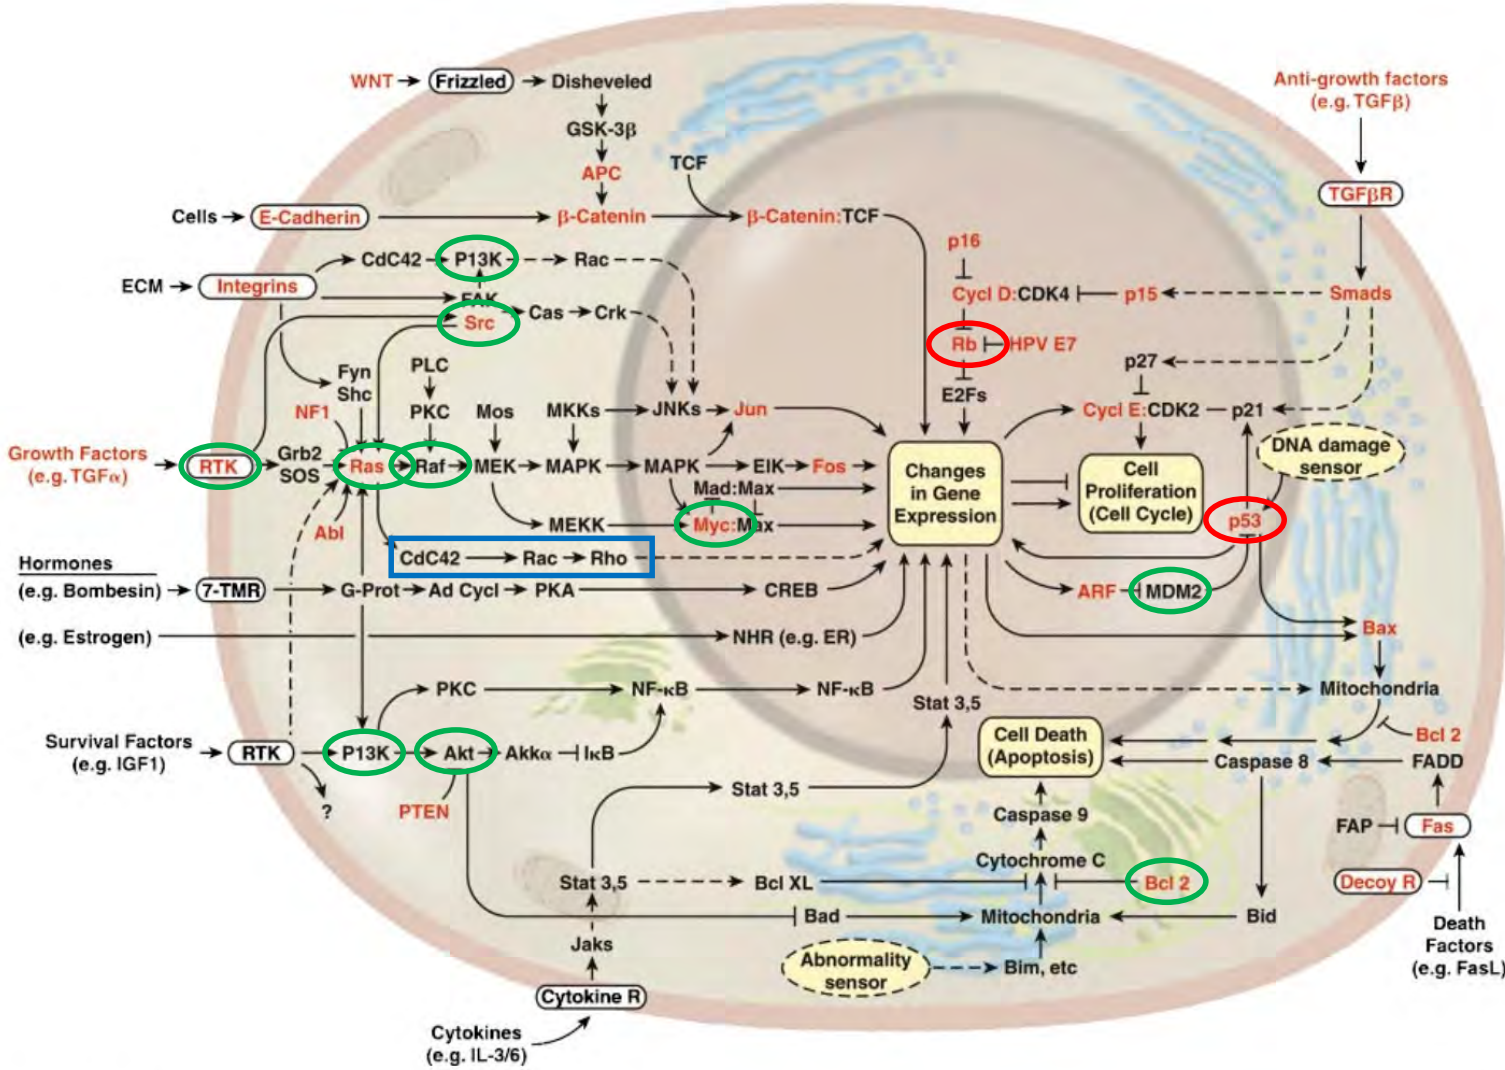 WNT
Frizzled
Disheveled
GSK-3β
APC
TCF
Cells
E-Cadherin
β-Catenin
β-Catenin:TCF
CdC42
P13K
Rac
ECM
Integrins
FAK
Src
Cas
Crk
Fyn
Shc
PLC
NF1
PKC
Mos
MKKs
JNKs
Jun
Growth Factors
(e.g. TGFα)
RTK
Grb2
SOS
Ras
Raf
MEK
MAPK
MAPK
ElK
Fos
Mad:Max
Abl
MEKK
Myc:Max
CdC42
Rac
Rho
Hormones
(e.g. Bombesin)
7-TMR
G-Prot
Ad Cycl
PKA
CREB
(e.g. Estrogen)
NHR (e.g. ER)
PKC
NF-κB
NF-κB
Stat 3,5
Survival Factors
(e.g. IGF1)
RTK
P13K
Akt
Akkα
IκB
?
PTEN
Stat 3,5
Stat 3,5
Bcl XL
Bad
Jaks
Cytokine R
Cytokines
(e.g. IL-3/6)
Anti-growth factors
(e.g. TGFβ)
TGFβR
Smads
p16
Cycl D:CDK4
p15
Rb
HPV E7
E2Fs
p27
Cycl E:CDK2
p21
DNA damage
sensor
Changes
in Gene
Expression
Cell
Proliferation
(Cell Cycle)
p53
ARF
MDM2
Bax
Mitochondria
Bcl 2
Cell Death
(Apoptosis)
Caspase 8
FADD
Caspase 9
FAP
Fas
Cytochrome C
Bcl 2
Decoy R
Mitochondria
Bid
Death
Factors
(e.g. FasL)
Abnormality
sensor
Bim, etc